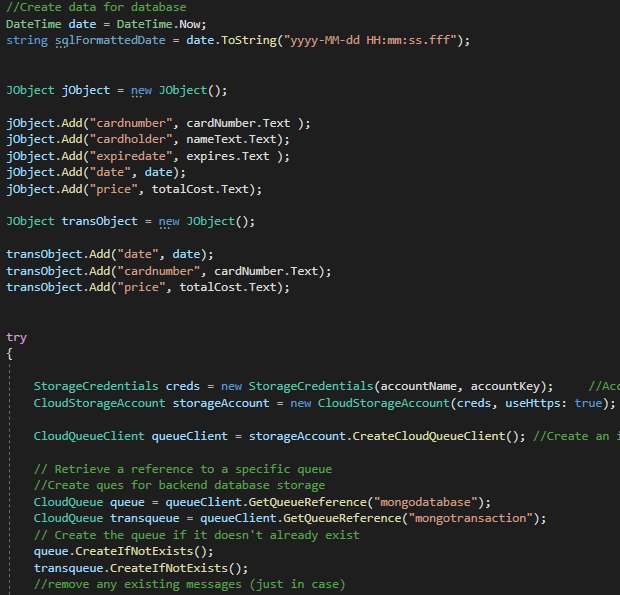 //Create data for database
DateTime date = DateTime.Now;
string sqlFormattedDate = date.ToString("yyyy-MM-dd HH:mm:ss.fff");
JObject jObject = new JObject();
jObject.Add("cardnumber", cardNumber.Text );
jObject.Add("cardholder", nameText.Text);
jObject.Add("expiredate", expires.Text );
jObject.Add("date", date);
jObject.Add("price", totalCost.Text);
JObject transObject = new JObject();
transObject.Add("date", date);
transObject.Add("cardnumber", cardNumber.Text);
transObject.Add("price", totalCost.Text);
try
{
StorageCredentials creds = new StorageCredentials(accountName, accountKey); //Acc
CloudStorageAccount storageAccount = new CloudStorageAccount(creds, useHttps: true);
CloudQueueClient queueClient = storageAccount.CreateCloudQueueClient(); //Create an i
// Retrieve a reference to a specific queue
//Create ques for backend database storage
CloudQueue queue = queueClient.GetQueueReference("mongodatabase");
CloudQueue transqueue = queueClient.GetQueueReference("mongotransaction");
// Create the queue if it doesn't already exist
queue.CreateIfNotExists();
transqueue.CreateIfNotExists();
//remove any existing messages (just in case)